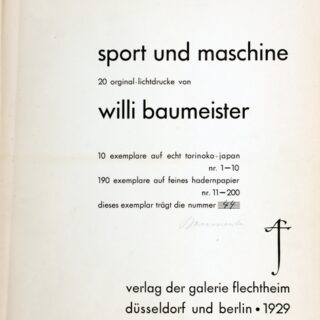 sport und maschine
20 orginal-lichtdrucke von
willi baumeister
10 exemplare auf echt torinoko-japan
nr. 1—10
190 exemplare auf feines hadernpapier
nr. 11—200
dieses exemplar trägt die nummer 44
Baumeister
verlag der galerie flechtheim
düsseldorf und berlin • 1929